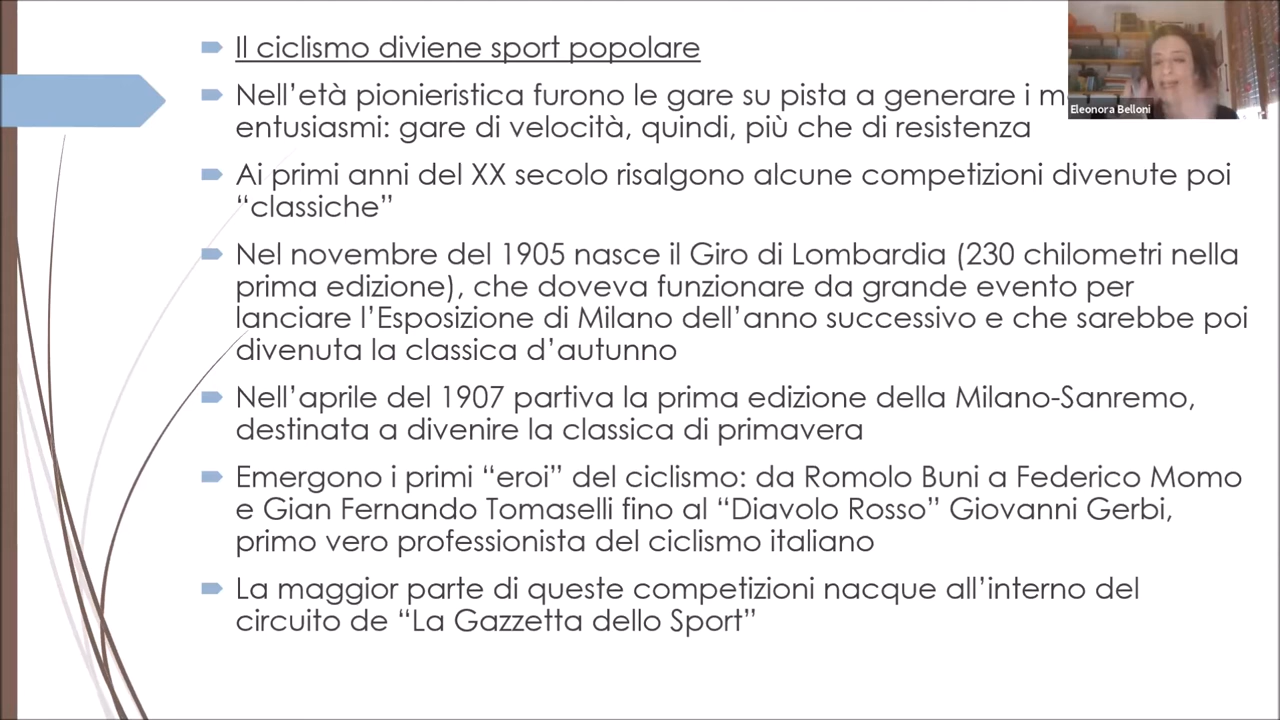 Il ciclismo diviene sport popolare
Nell’età pionieristica furono le gare su pista a generare i
entusiasmi: gare di velocità, quindi, più che di resistenza
Eleonora Belloni
Ai primi anni del XX secolo risalgono alcune competizioni divenute poi
“classiche”
Nel novembre del 1905 nasce il Giro di Lombardia (230 chilometri nella
prima edizione), che doveva funzionare da grande evento per
lanciare l’Esposizione di Milano dell’anno successivo e che sarebbe poi
divenuta la classica d’autunno
Nell’aprile del 1907 partiva la prima edizione della Milano-Sanremo,
destinata a divenire la classica di primavera
Emergono i primi “eroi” del ciclismo: da Romolo Buni a Federico Momo
e Gian Fernando Tomaselli fino al “Diavolo Rosso” Giovanni Gerbi,
primo vero professionista del ciclismo italiano
La maggior parte di queste competizioni nacque all’interno del
circuito de “La Gazzetta dello Sport”